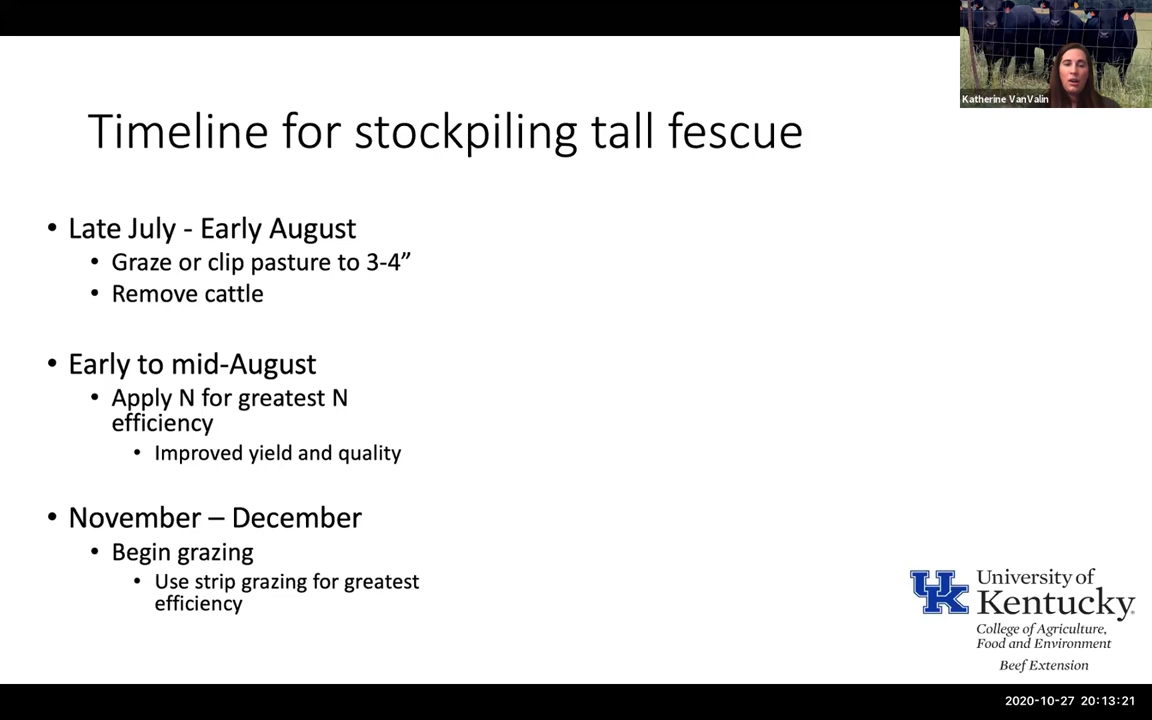 Katherine VanValin
Timeline for stockpiling tall fescue
• Late July - Early August
• Graze or clip pasture to 3-4”
• Remove cattle
• Early to mid-August
• Apply N for greatest N
efficiency
• Improved yield and quality
• November – December
• Begin grazing
• Use strip grazing for greatest
efficiency
UK
University of
Kentucky®
College of Agriculture,
Food and Environment
Beef Extension
2020-10-27 20:13:21